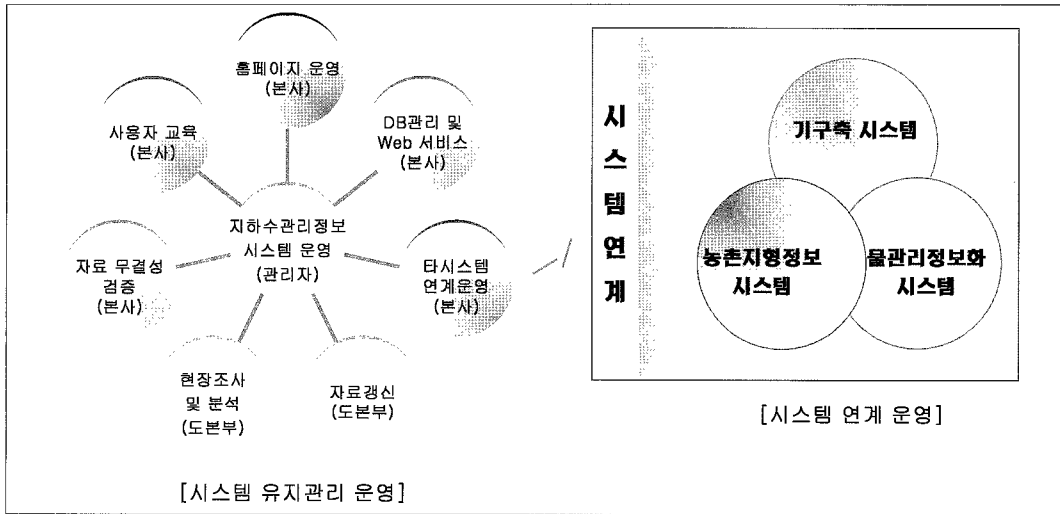 홈페이지 운영
(본사)
사용자 교육
(본사)
DB관리 및
Web 서비스
(본사)
지하수관리정보
시스템 운영
(관리자)
자료 무결성
검증
(본사)
타시스템
연계운영
(본사)
현장조사
및 분석
(도본부)
자료갱신
(도본부)
[시스템 유지관리 운영]
시
스
템
연
계
기구축 시스템
농촌지형정보
시스템
물관리정보화
시스템
[시스템 연계 운영]